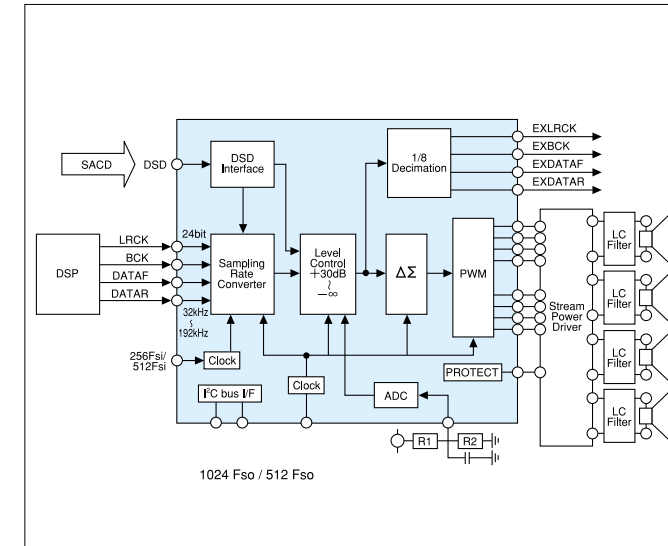 SACD
DSD
DSD
Interface
1/8
Decimation
EXLRCK
EXBCK
EXDATAF
EXDATAR
DSP
LRCK
BCK
DATAF
DATAR
24bit
32kHz
~
192kHz
Sampling
Rate
Converter
Level
Control
+30dB
~
−∞
ΔΣ
PWM
Stream
Power
Driver
LC
Filter
LC
Filter
LC
Filter
LC
Filter
256Fsi/
512Fsi
Clock
Clock
I²C bus I/F
ADC
PROTECT
R1
R2
1024 Fso / 512 Fso